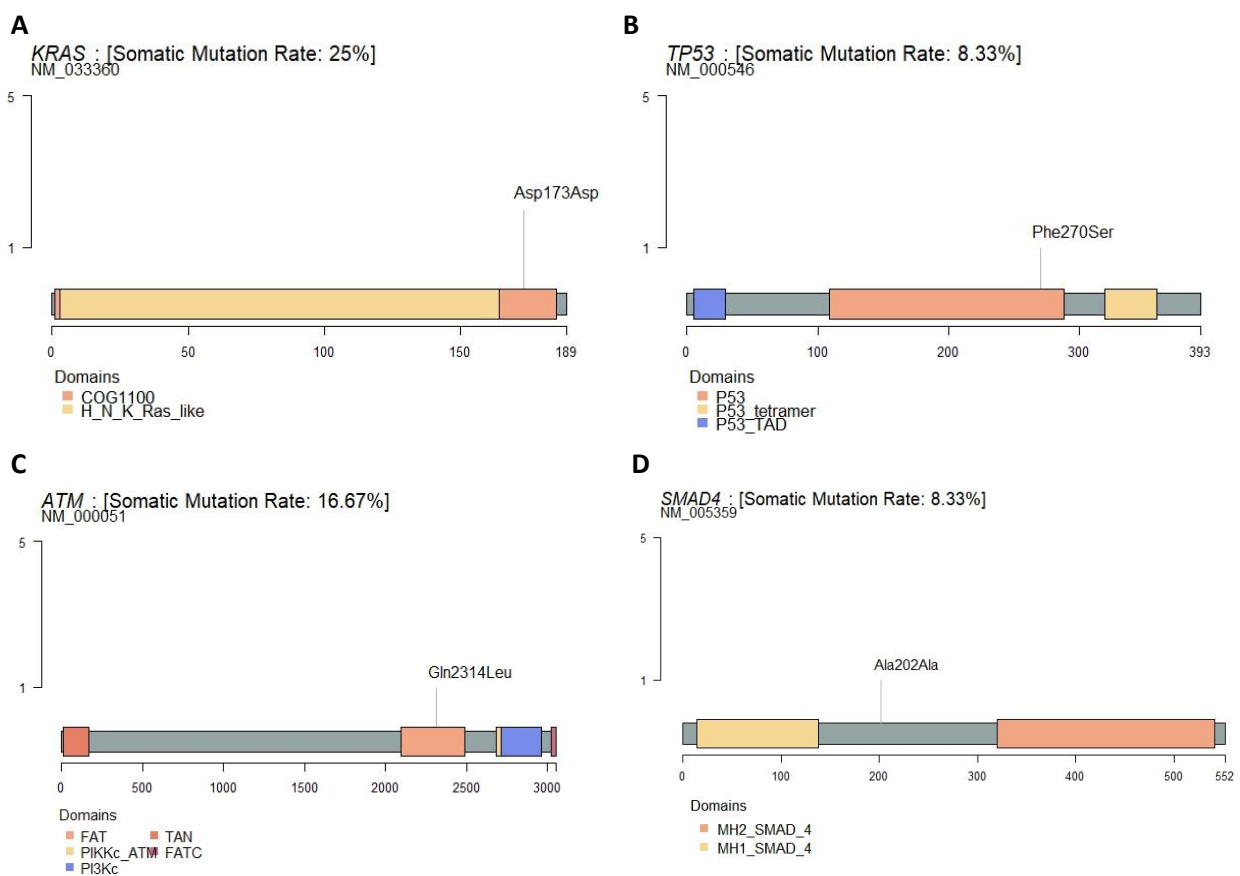 A
KRAS : [Somatic Mutation Rate: 25%]
NM_033360
5
1
Asp173Asp
0 50 100 150 189
Domains
COG1100
H_N_K_Ras_like
B
TP53 : [Somatic Mutation Rate: 8.33%]
NM_000546
5
1
Phe270Ser
0 100 200 300 393
Domains
P53
P53_tetramer
P53_TAD
C
ATM : [Somatic Mutation Rate: 16.67%]
NM_000051
5
1
Gln2314Leu
0 500 1000 1500 2000 2500 3000
Domains
FAT TAN
PIKKc_ATM FATC
PI3Kc
D
SMAD4 : [Somatic Mutation Rate: 8.33%]
NM_005359
5
1
Ala202Ala
0 100 200 300 400 500 552
Domains
MH2_SMAD_4
MH1_SMAD_4